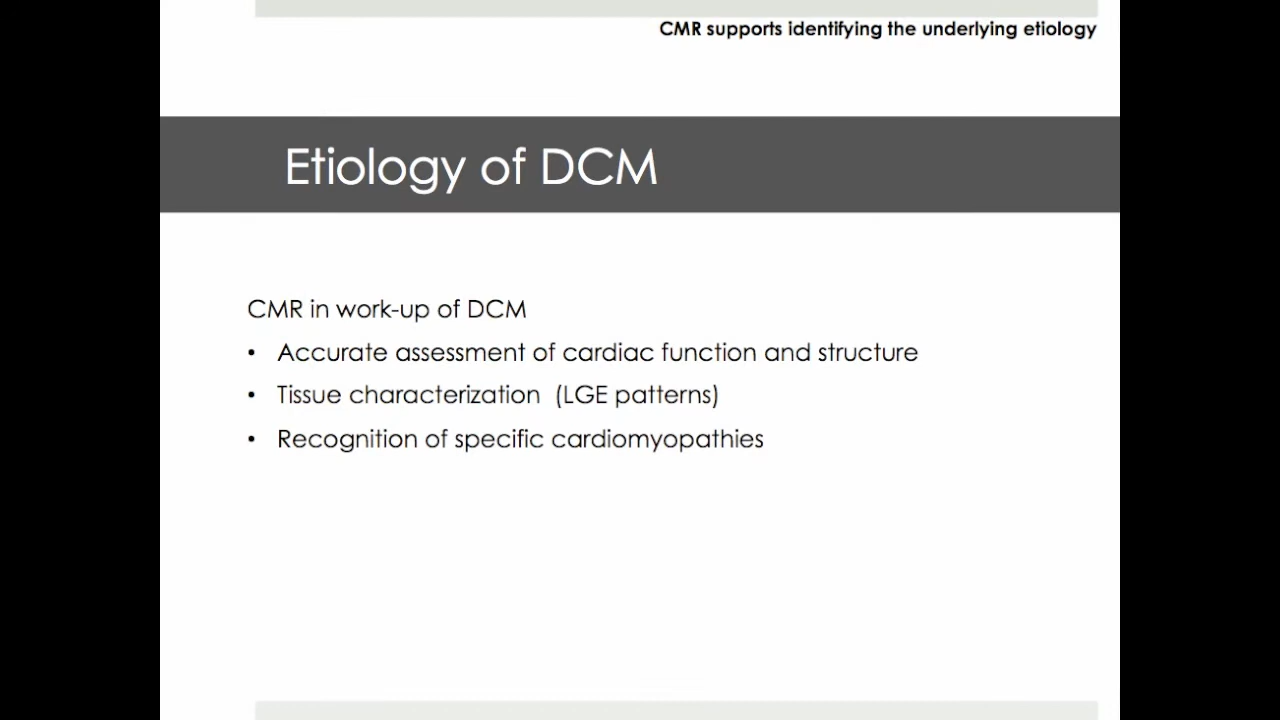 CMR supports identifying the underlying etiology
Etiology of DCM
CMR in work-up of DCM
• Accurate assessment of cardiac function and structure
• Tissue characterization (LGE patterns)
• Recognition of specific cardiomyopathies